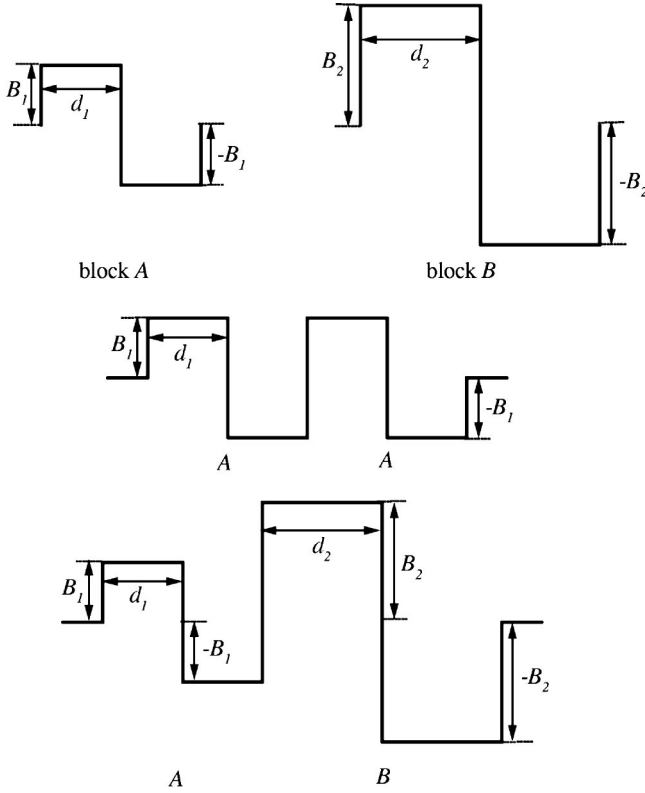 B₁
d₁
-B₁
block A
B₂
d₂
-B₂
block B
B₁
d₁
-B₁
A A
B₁
d₁
-B₁
d₂
B₂
-B₂
A B